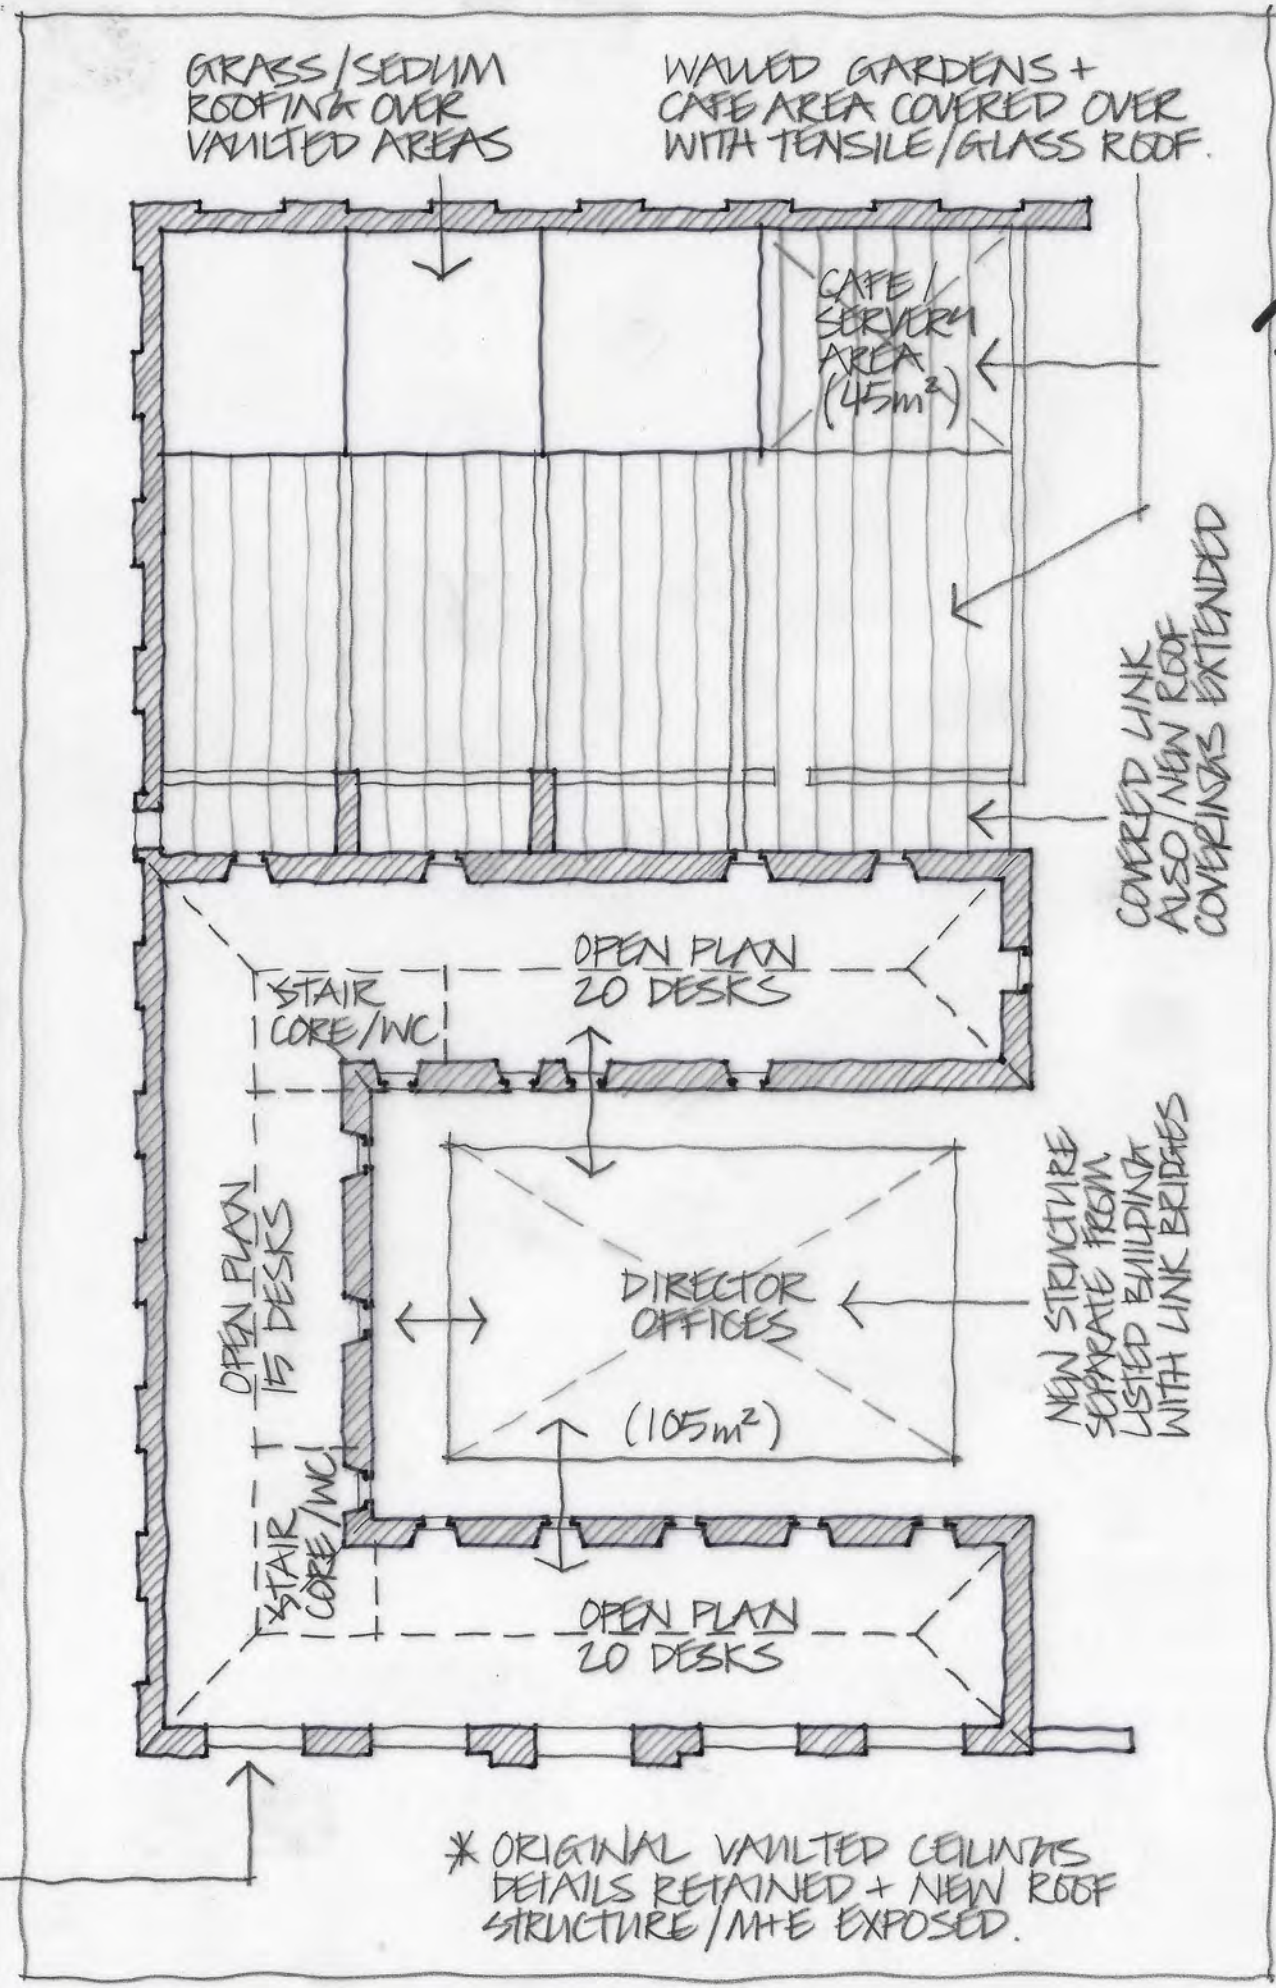 GRASS/SEDUM
ROOFING OVER
VAULTED AREAS
WALLED GARDENS +
CAFE AREA COVERED OVER
WITH TENSILE/GLASS ROOF.
CAFE/
SERVERY
AREA
(45m²)
COVERED LINK
ALSO/NEW ROOF
COVERINGS EXTENDED
OPEN PLAN
20 DESKS
STAIR
CORE/WC
OPEN PLAN
15 DESKS
DIRECTOR
OFFICES
(105m²)
NEW STRUCTURE
SEPARATE FROM
LISTED BUILDING
WITH LINK BRIDGES
STAIR
CORE/WC
OPEN PLAN
20 DESKS
* ORIGINAL VAULTED CEILINGS
DETAILS RETAINED + NEW ROOF
STRUCTURE/M+E EXPOSED.